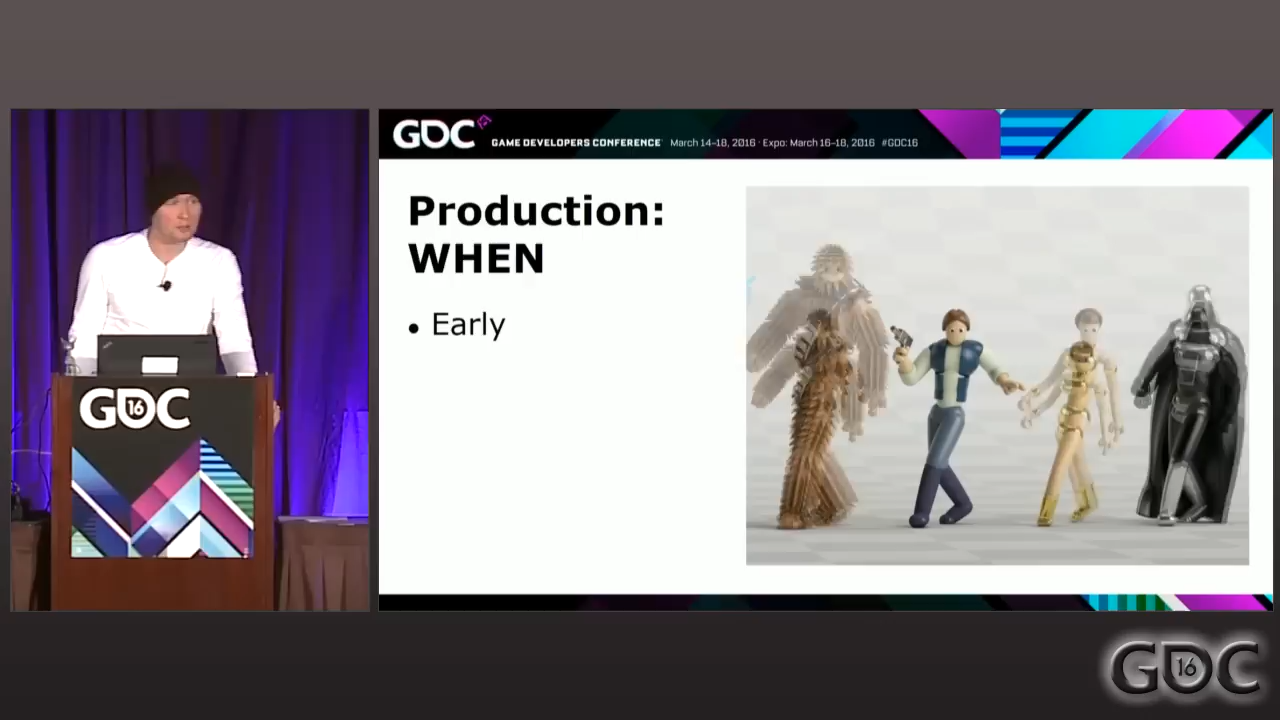 GDC
GAME DEVELOPERS CONFERENCE March 14-18, 2016 · Expo: March 16-18, 2016 #GDC16
Production:
WHEN
• Early
GDC
16
GDC
16